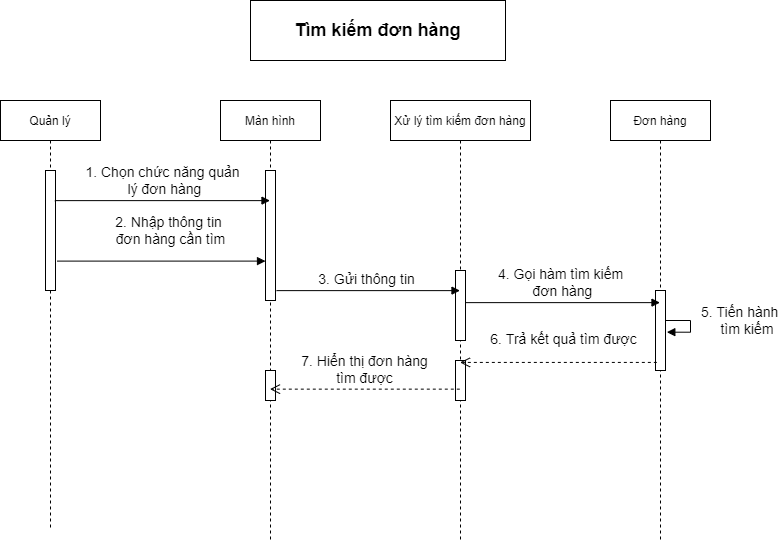 Tìm kiếm đơn hàng
Quản lý
Màn hình
Xử lý tìm kiếm đơn hàng
Đơn hàng
1. Chọn chức năng quản
lý đơn hàng
2. Nhập thông tin
đơn hàng cần tìm
3. Gửi thông tin
4. Gọi hàm tìm kiếm
đơn hàng
5. Tiến hành
tìm kiếm
6. Trả kết quả tìm được
7. Hiển thị đơn hàng
tìm được